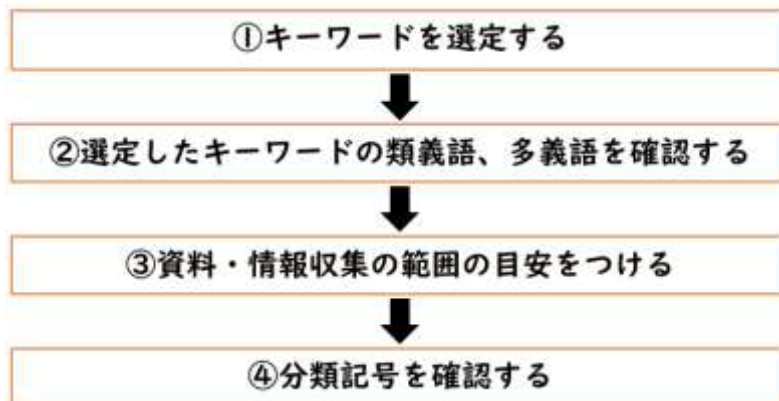 ①キーワードを選定する
②選定したキーワードの類義語、多義語を確認する
③資料・情報収集の範囲の目安をつける
④分類記号を確認する